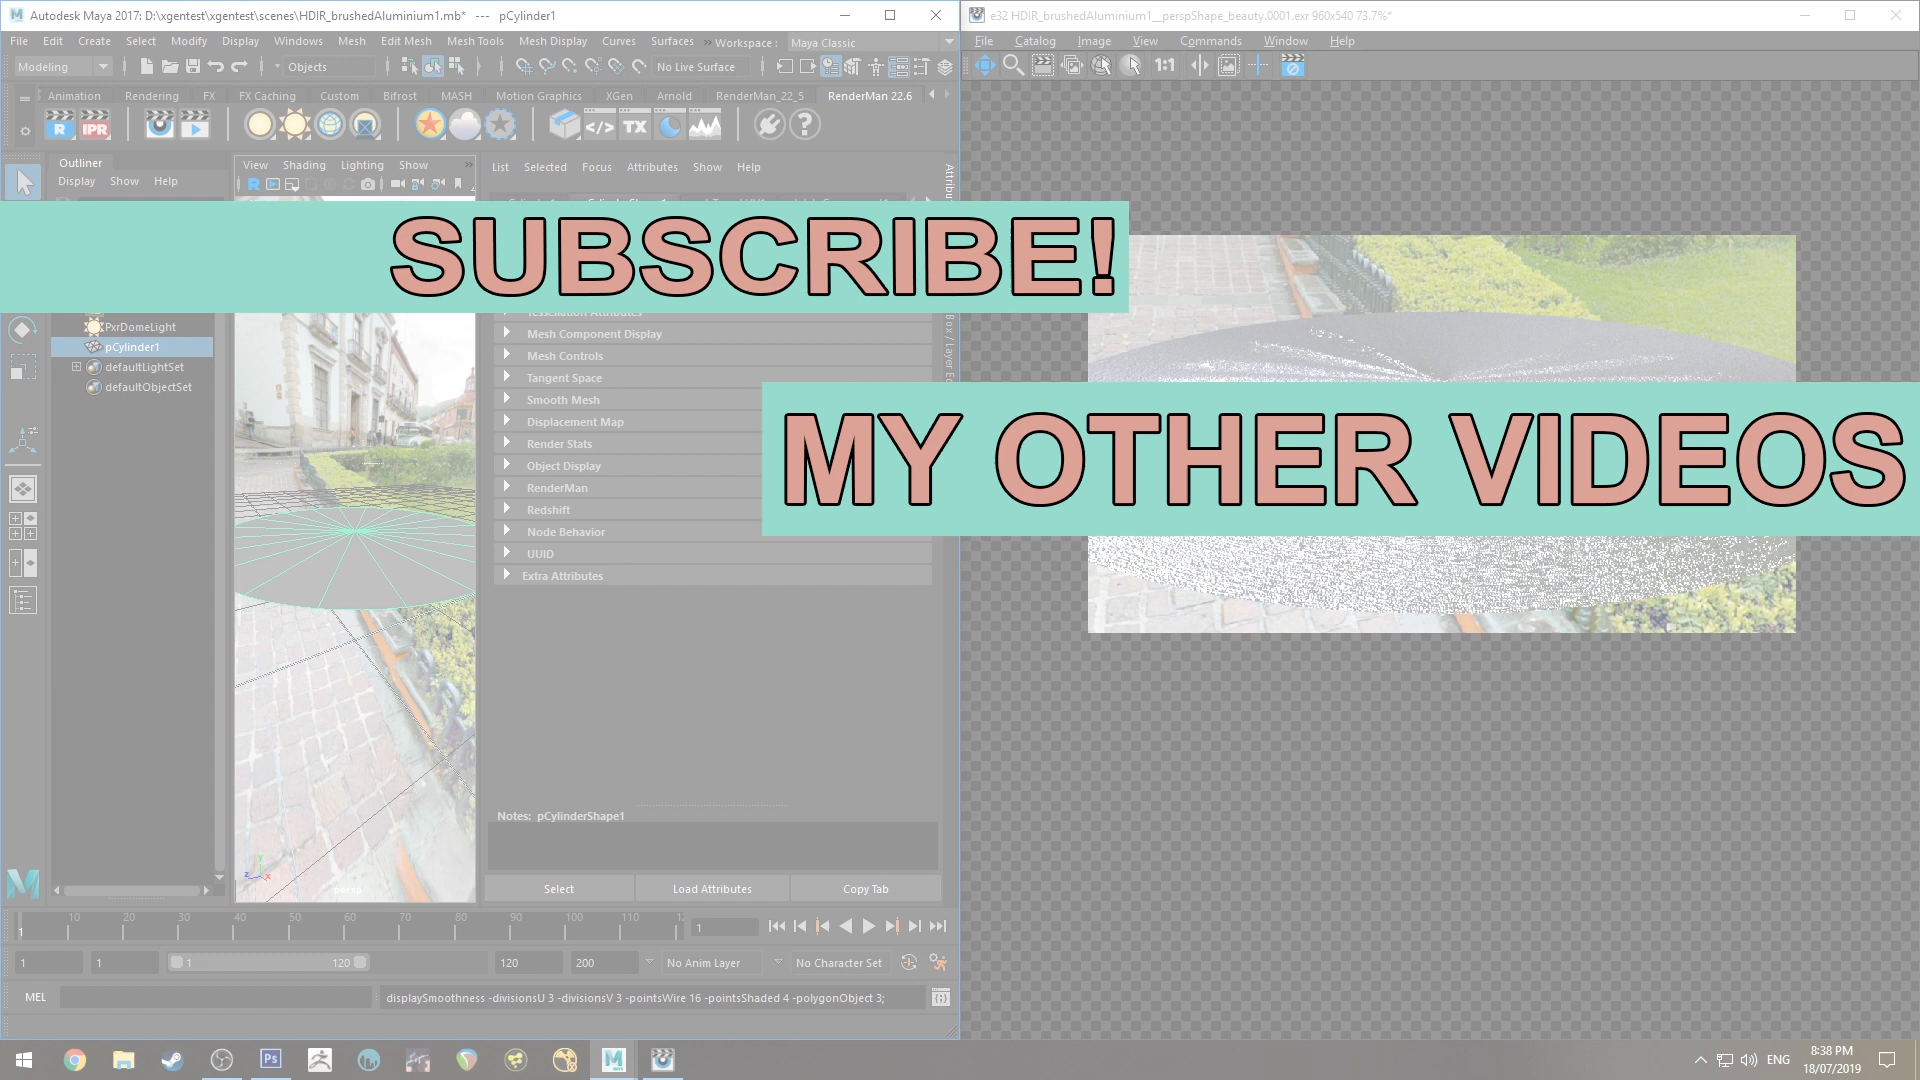 Autodesk Maya 2017: D:\xgentest\xgentest\scenes\HDIR_brushedAluminium1.mb* --- pCylinder1
File Edit Create Select Modify Display Windows Mesh Edit Mesh Mesh Tools Mesh Display Curves Surfaces » Workspace : Maya Classic
Modeling Objects No Live Surface
Animation Rendering FX FX Caching Custom Bifrost MASH Motion Graphics XGen Arnold RenderMan_22_5 RenderMan 22.6
R IPR </> TX ?
Outliner
Display Show Help
View Shading Lighting Show »
List Selected Focus Attributes Show Help
e32 HDIR_brushedAluminium1__perspShape_beauty.0001.exr 960x540 73.7%*
File Catalog Image View Commands Window Help
1:1
SUBSCRIBE!
PxrDomeLight
pCylinder1
defaultLightSet
defaultObjectSet
Mesh Component Display
Mesh Controls
Tangent Space
Smooth Mesh
Displacement Map
Render Stats
Object Display
RenderMan
Redshift
Node Behavior
UUID
Extra Attributes
MY OTHER VIDEOS
Notes: pCylinderShape1
Select Load Attributes Copy Tab
persp
1 10 20 30 40 50 60 70 80 90 100 110 1
1 1 1 120 120 200 No Anim Layer No Character Set
MEL displaySmoothness -divisionsU 3 -divisionsV 3 -pointsWire 16 -pointsShaded 4 -polygonObject 3;
Ps
ENG 8:38 PM
18/07/2019